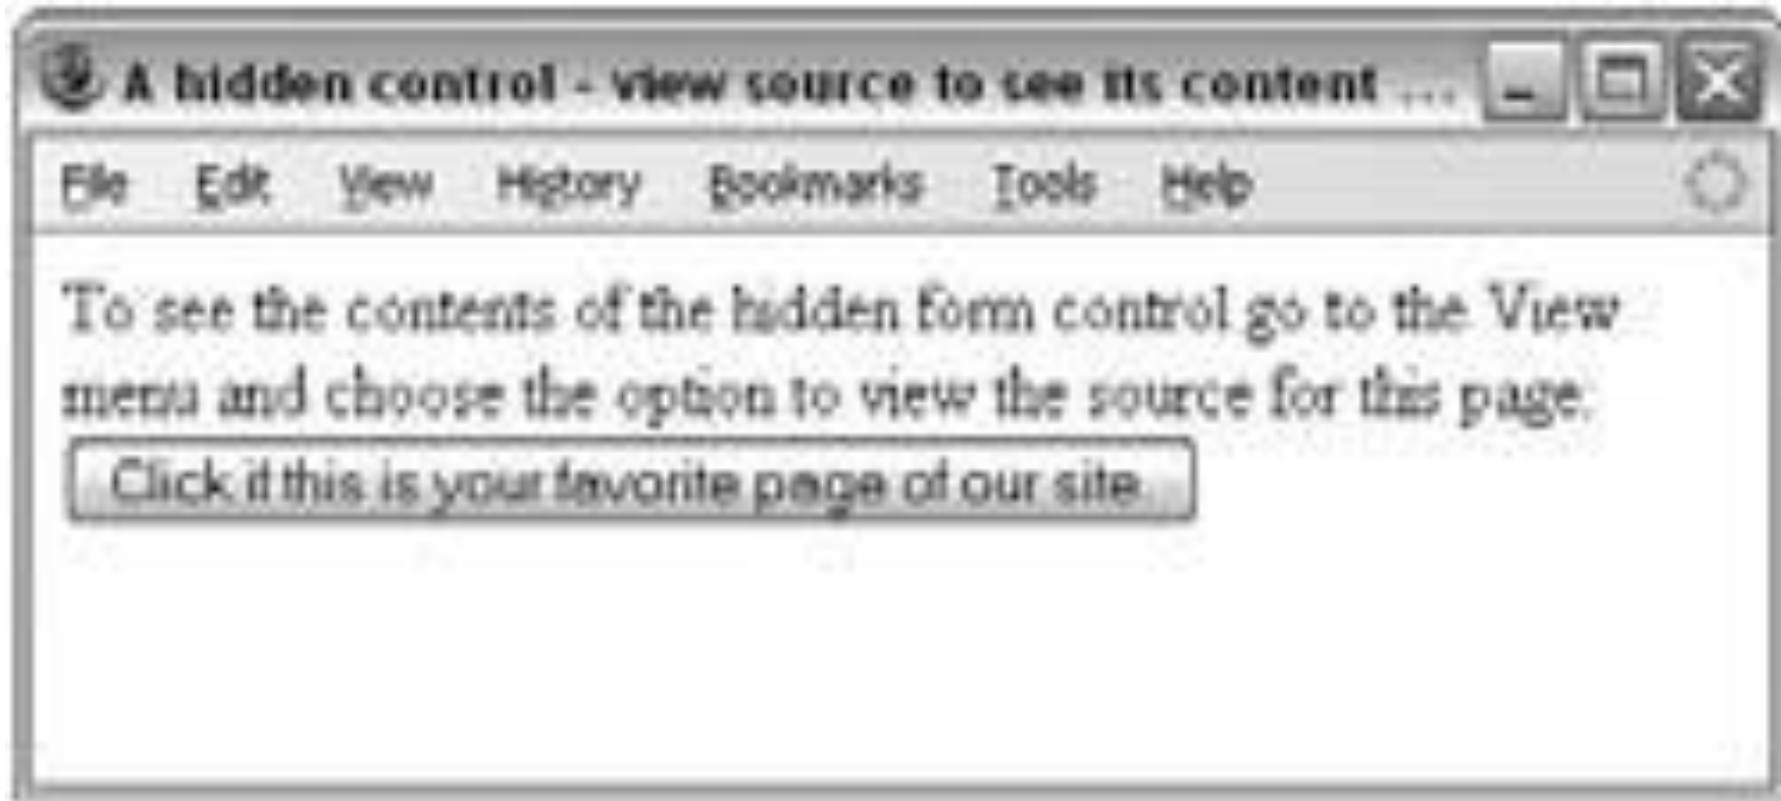 A hidden control - view source to see its content ...
File Edit View History Bookmarks Tools Help
To see the contents of the hidden form control go to the View
menu and choose the option to view the source for this page.
Click if this is your favorite page of our site.